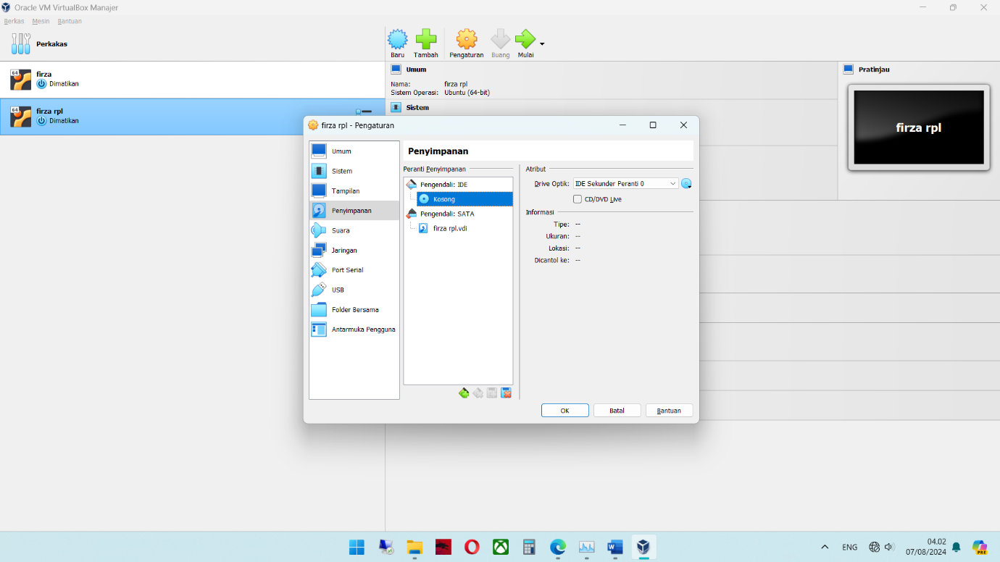 Oracle VM VirtualBox Manajer
Berkas Mesin Bantuan
Perkakas
Baru Tambah Pengaturan Buang Mulai
64 firza
Dimatikan
64 firza rpl
Dimatikan
Umum
Nama: firza rpl
Sistem Operasi: Ubuntu (64-bit)
Sistem
Pratinjau
firza rpl
firza rpl - Pengaturan
Umum
Sistem
Tampilan
Penyimpanan
Suara
Jaringan
Port Serial
USB
Folder Bersama
Antarmuka Pengguna
Penyimpanan
Peranti Penyimpanan
Pengendali: IDE
Kosong
Pengendali: SATA
firza rpl.vdi
Atribut
Drive Optik: IDE Sekunder Peranti 0
CD/DVD Live
Informasi
Tipe: --
Ukuran: --
Lokasi: --
Dicantol ke: --
OK Batal Bantuan
ENG
04.02
07/08/2024
PRE